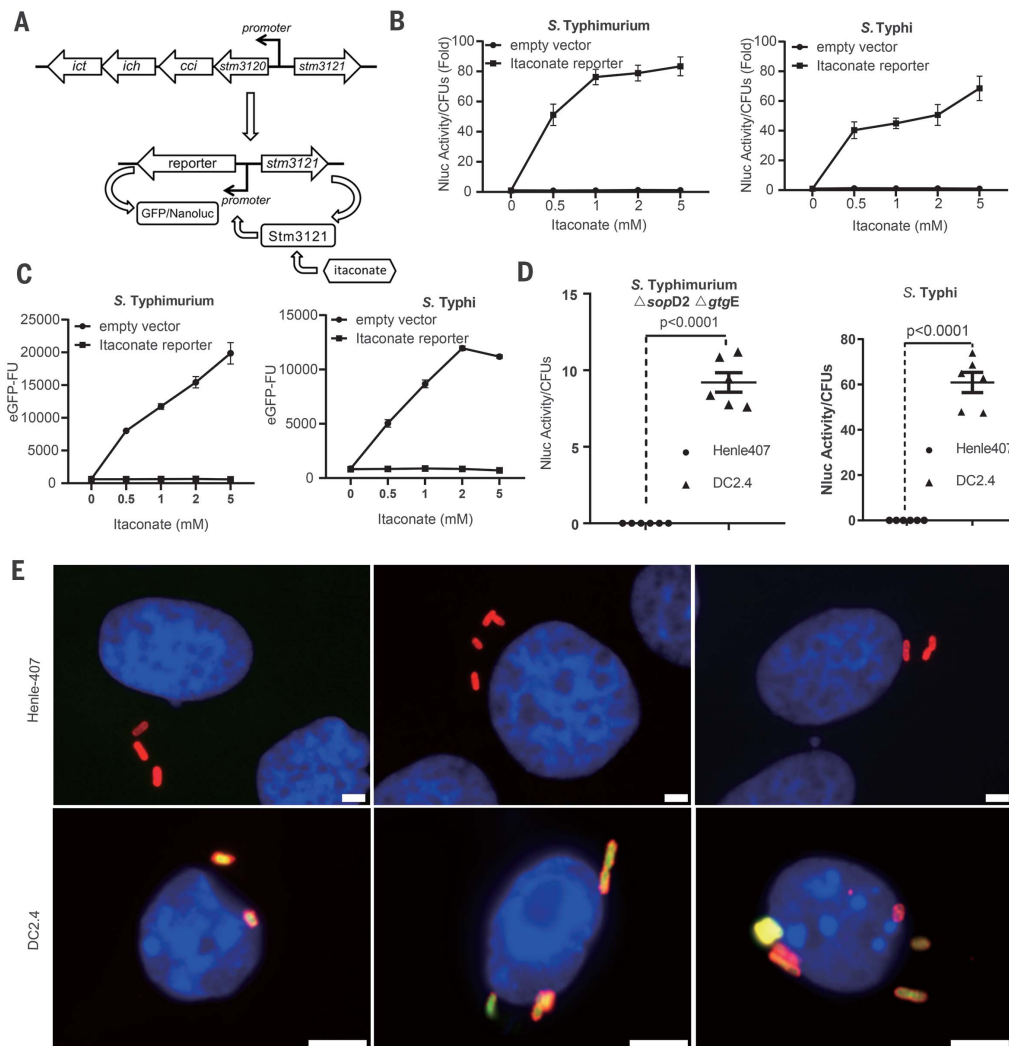 A
promoter
ict ich cci stm3120 stm3121
reporter stm3121
promoter
GFP/Nanoluc
Stm3121
itaconate
B
S. Typhimurium
empty vector
Itaconate reporter
Nluc Activity/CFUs (Fold)
100
80
60
40
20
0
0 0.5 1 2 5
Itaconate (mM)
S. Typhi
empty vector
Itaconate reporter
Nluc Activity/CFUs (Fold)
100
80
60
40
20
0
0 0.5 1 2 5
Itaconate (mM)
C
S. Typhimurium
empty vector
Itaconate reporter
eGFP-FU
25000
20000
15000
10000
5000
0
0 0.5 1 2 5
Itaconate (mM)
S. Typhi
empty vector
Itaconate reporter
eGFP-FU
15000
10000
5000
0
0 0.5 1 2 5
Itaconate (mM)
D
S. Typhimurium
△sopD2 △gtgE
p<0.0001
Nluc Activity/CFUs
15
10
5
0
Henle407
DC2.4
S. Typhi
p<0.0001
Nluc Activity/CFUs
80
60
40
20
0
Henle407
DC2.4
E
Henle-407
DC2.4